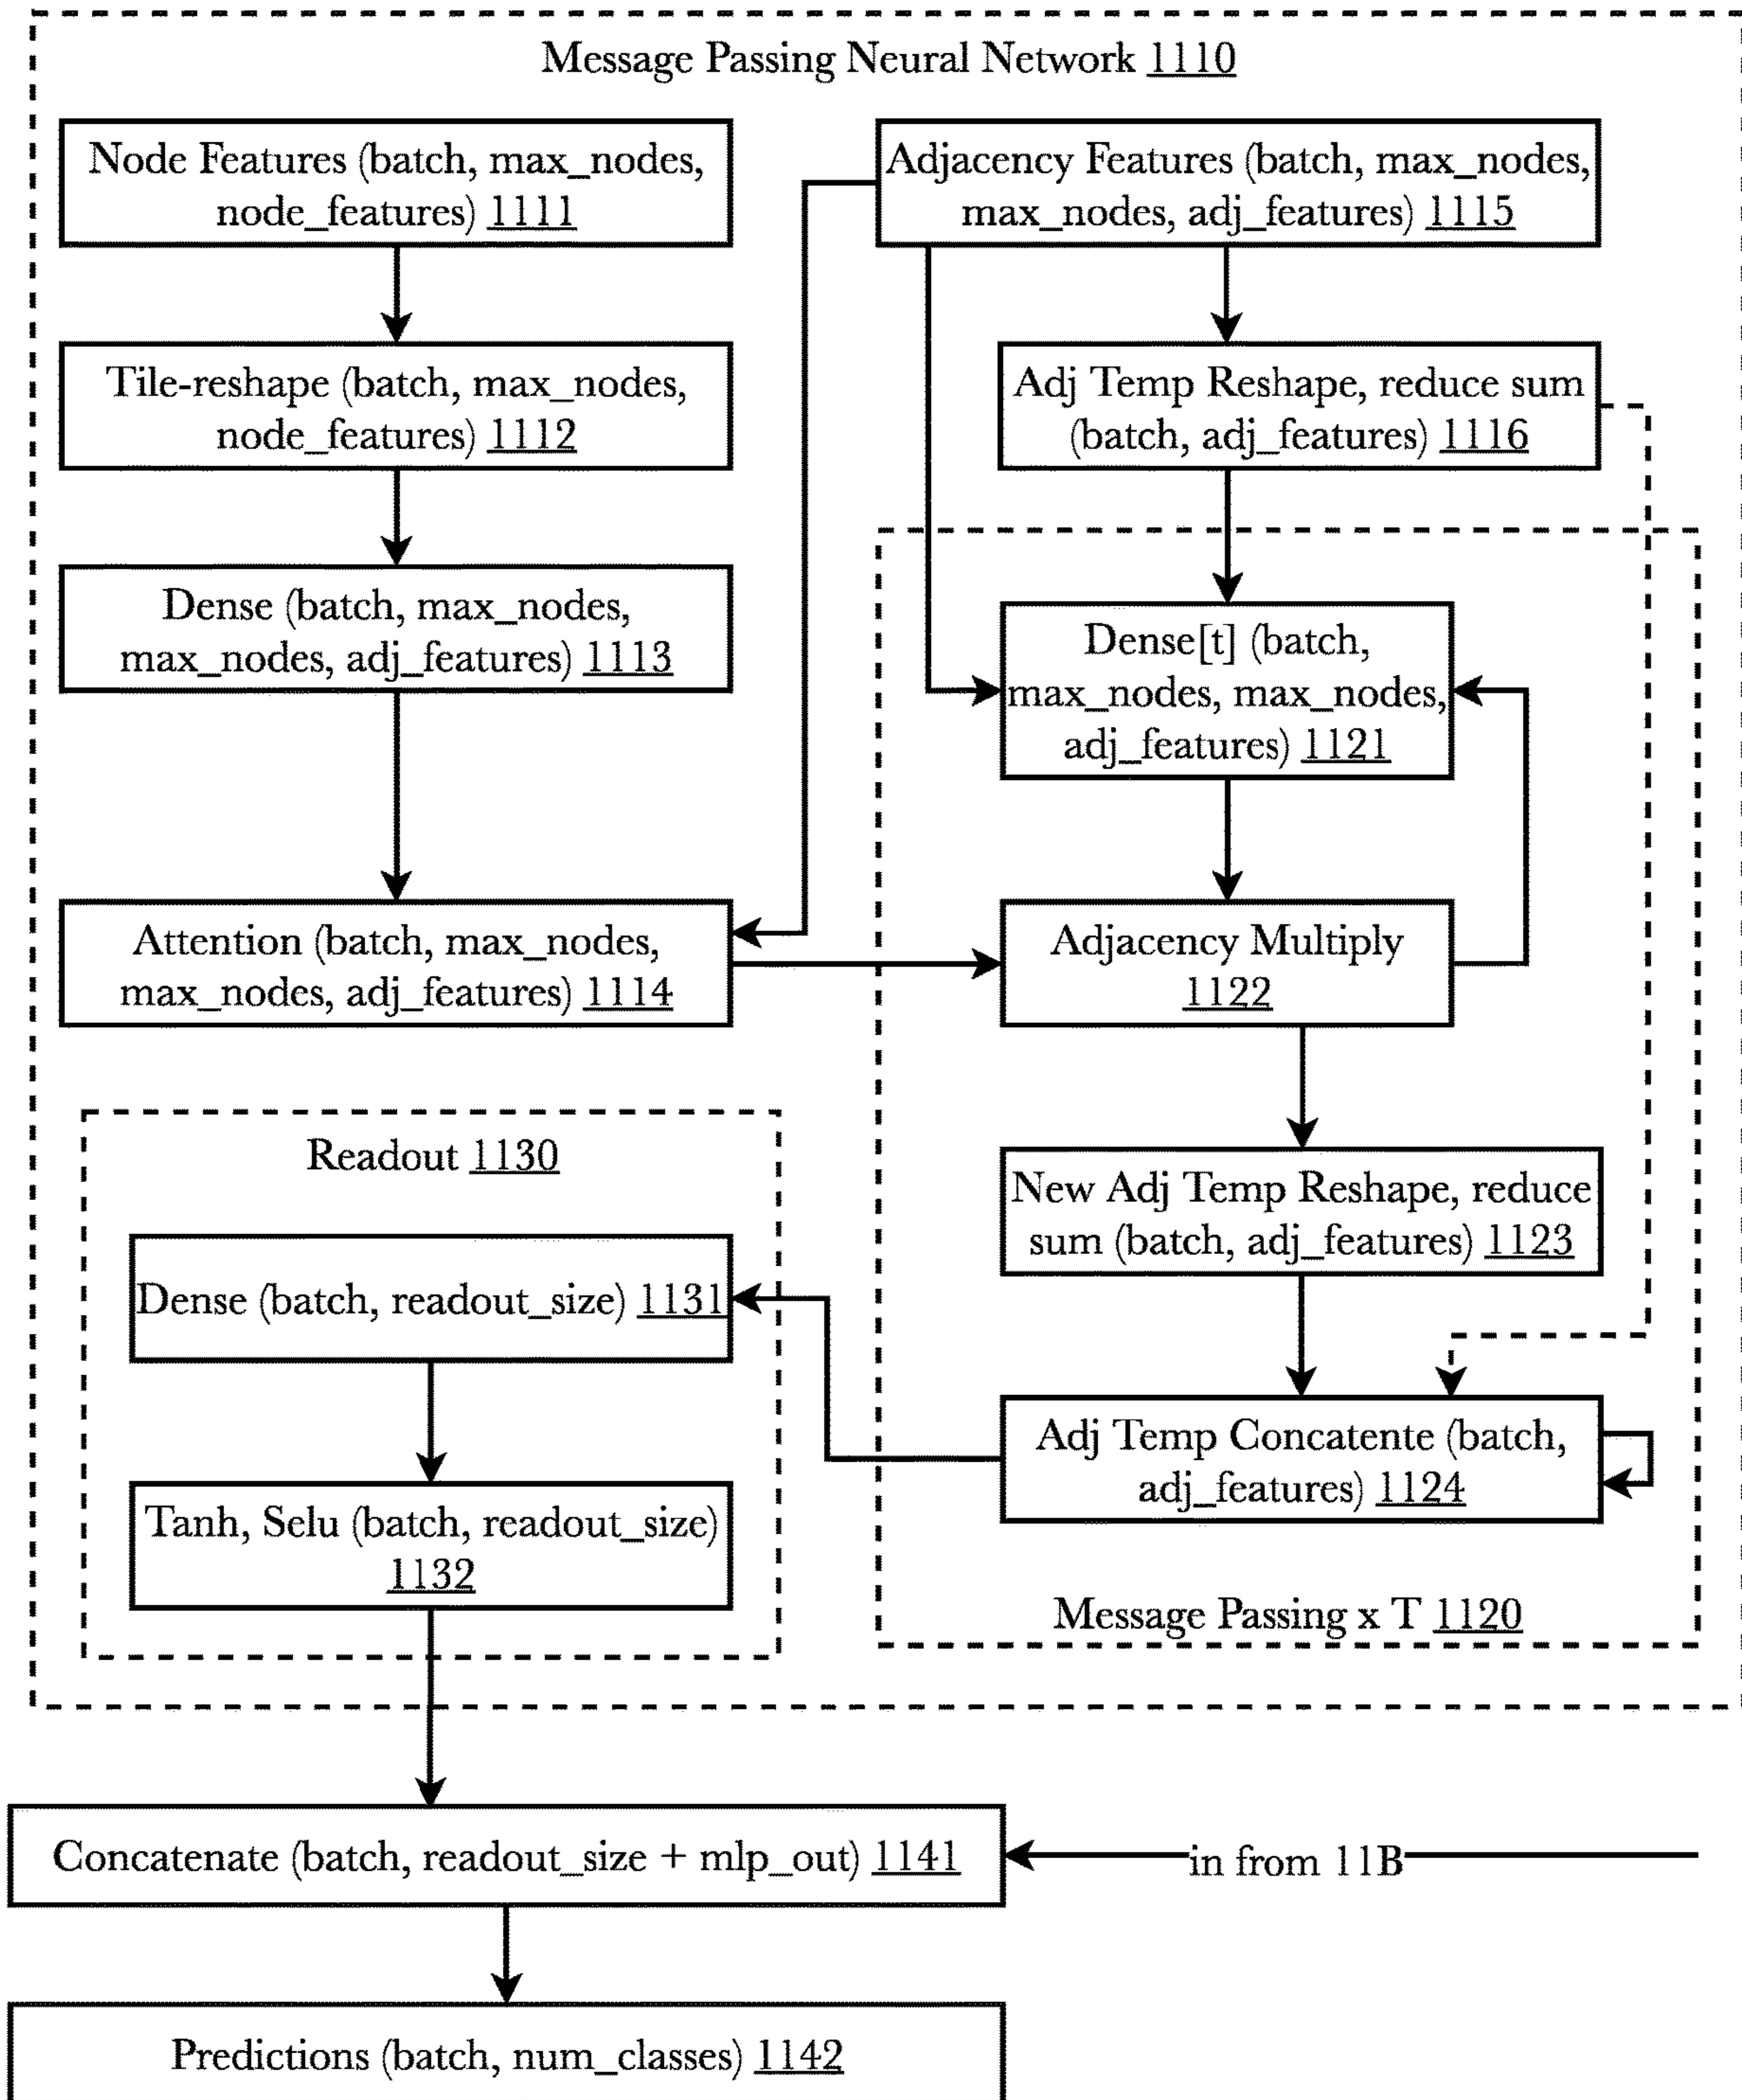 Message Passing Neural Network 1110
Node Features (batch, max_nodes,
node_features) 1111
Adjacency Features (batch, max_nodes,
max_nodes, adj_features) 1115
Tile-reshape (batch, max_nodes,
node_features) 1112
Adj Temp Reshape, reduce sum
(batch, adj_features) 1116
Dense (batch, max_nodes,
max_nodes, adj_features) 1113
Dense[t] (batch,
max_nodes, max_nodes,
adj_features) 1121
Attention (batch, max_nodes,
max_nodes, adj_features) 1114
Adjacency Multiply
1122
Readout 1130
New Adj Temp Reshape, reduce
sum (batch, adj_features) 1123
Dense (batch, readout_size) 1131
Adj Temp Concatente (batch,
adj_features) 1124
Tanh, Selu (batch, readout_size)
1132
Message Passing x T 1120
Concatenate (batch, readout_size + mlp_out) 1141
in from 11B
Predictions (batch, num_classes) 1142